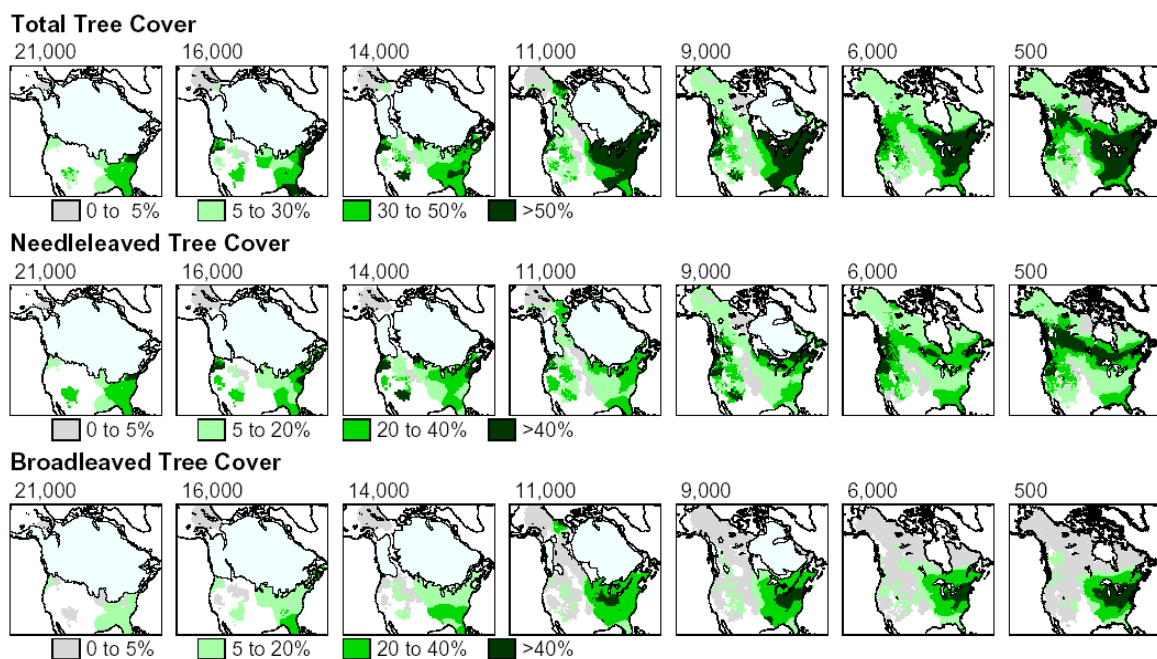 Total Tree Cover
21,000 16,000 14,000 11,000 9,000 6,000 500
0 to 5% 5 to 30% 30 to 50% >50%
Needleleaved Tree Cover
21,000 16,000 14,000 11,000 9,000 6,000 500
0 to 5% 5 to 20% 20 to 40% >40%
Broadleaved Tree Cover
21,000 16,000 14,000 11,000 9,000 6,000 500
0 to 5% 5 to 20% 20 to 40% >40%